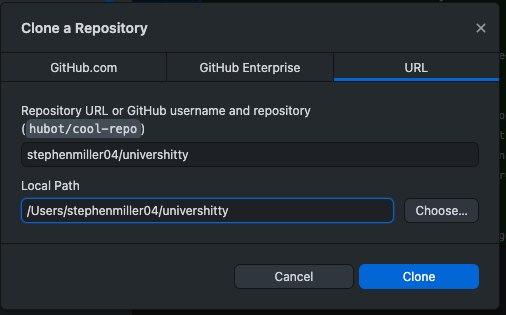 Clone a Repository
GitHub.com
GitHub Enterprise
URL
Repository URL or GitHub username and repository
(hubot/cool-repo)
stephenmiller04/univershitty
Local Path
/Users/stephenmiller04/univershitty
Choose...
Cancel
Clone